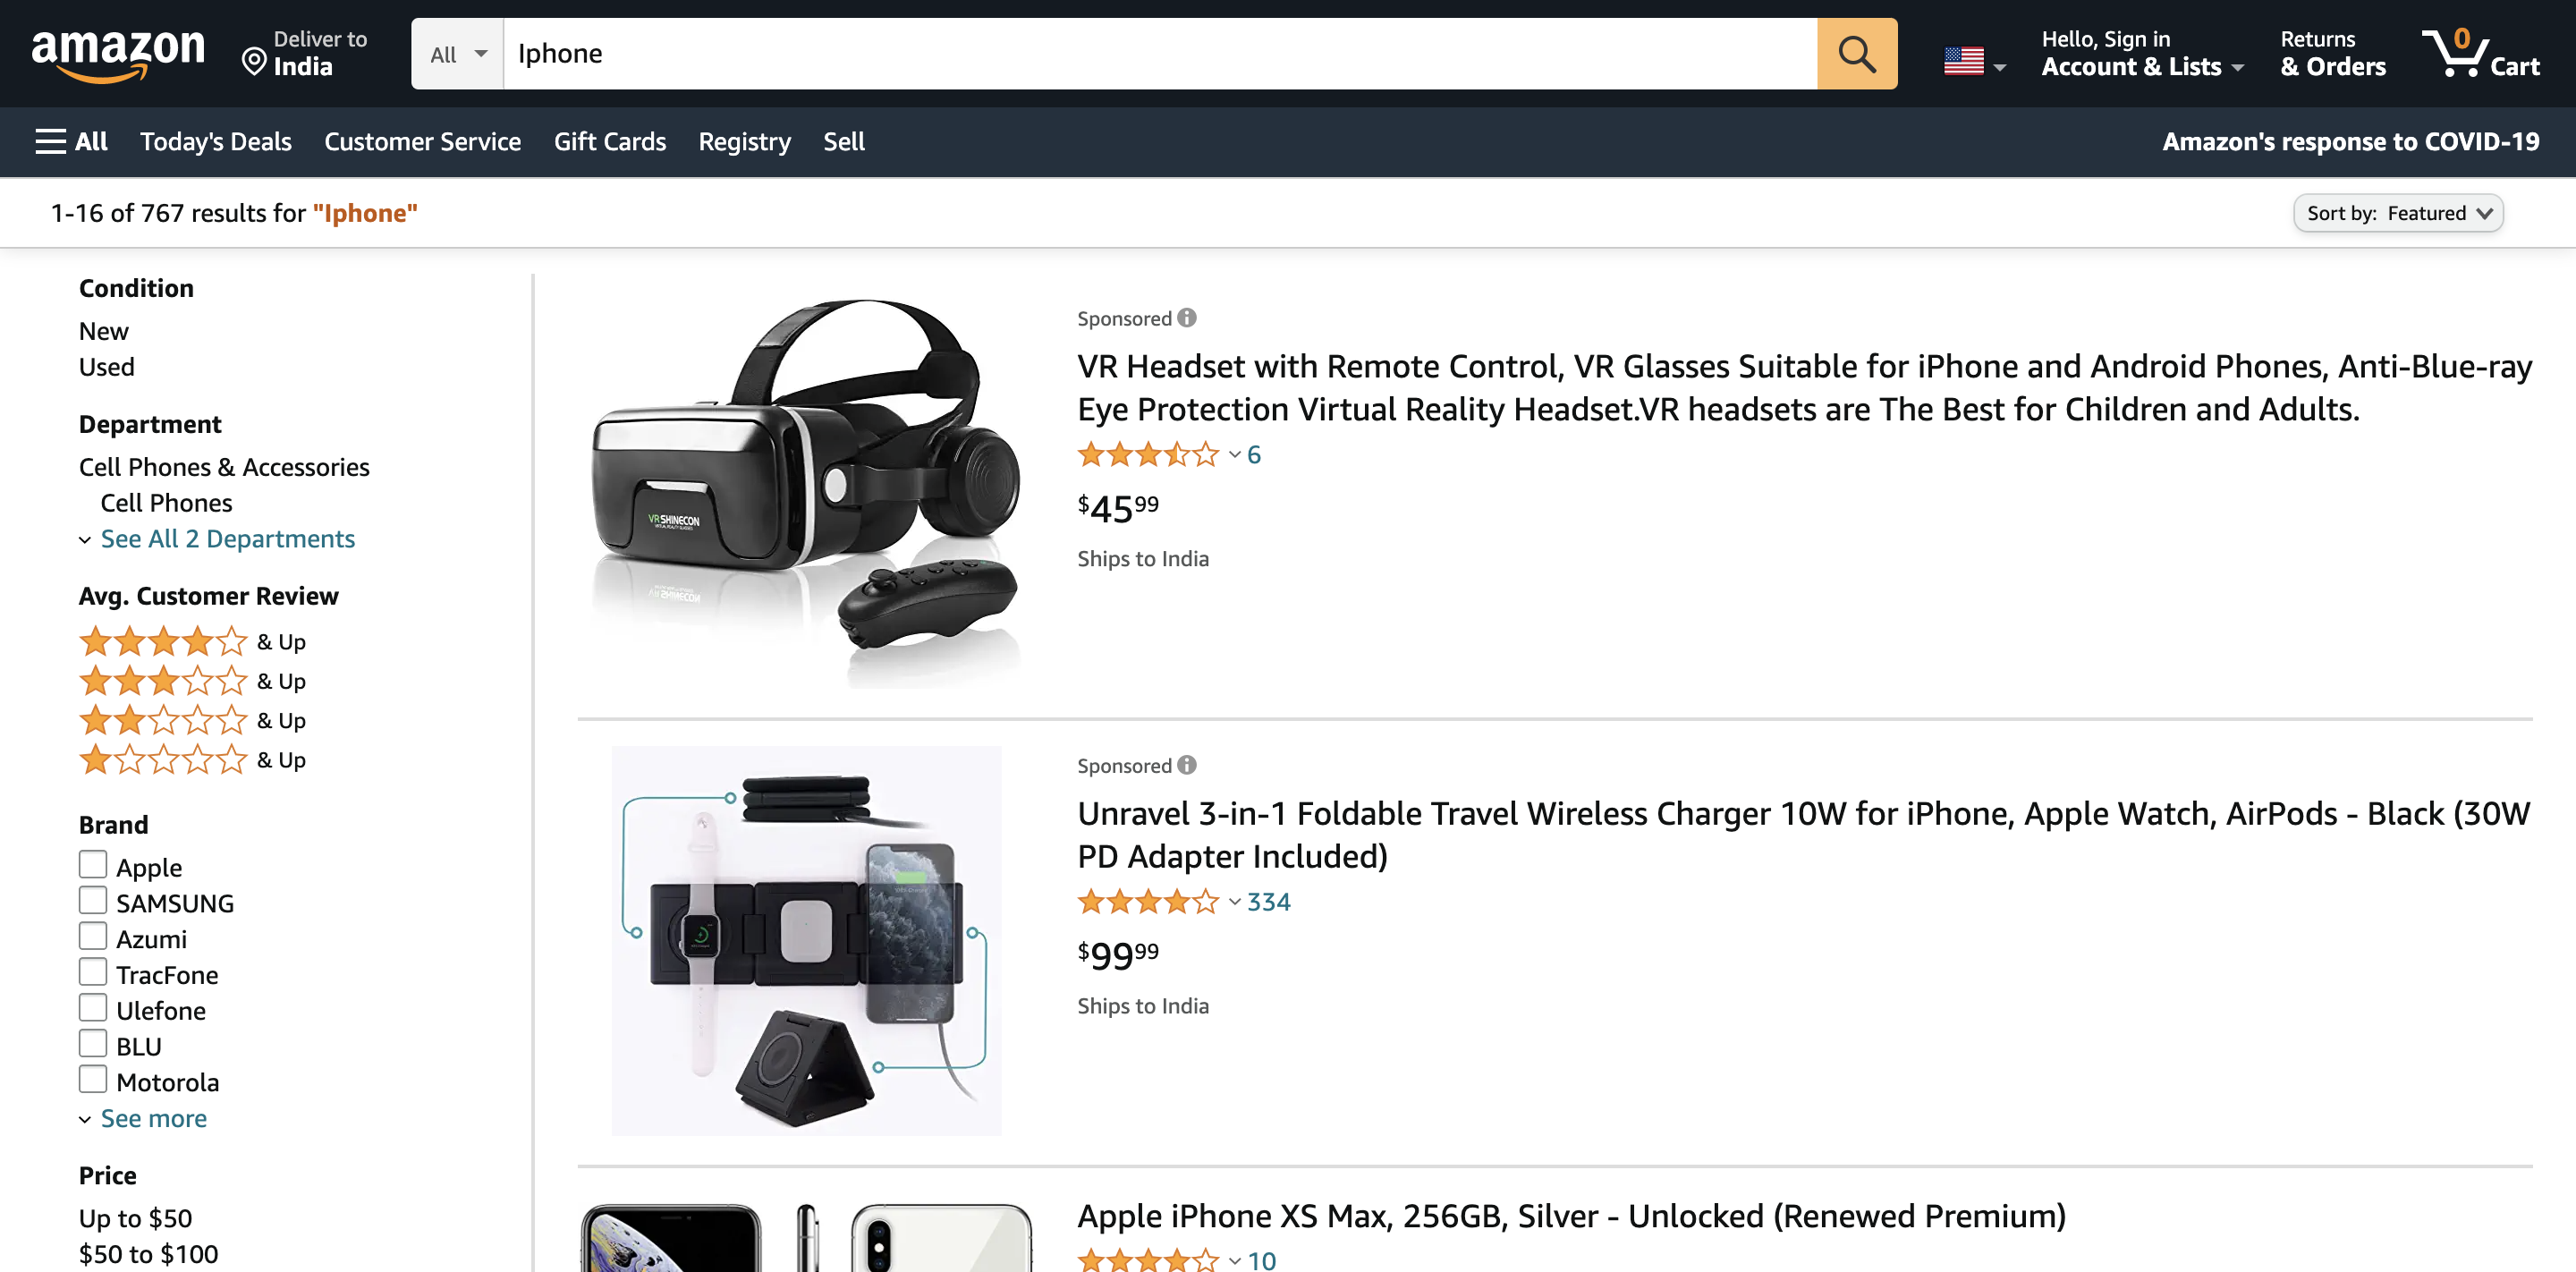 amazon
Deliver to
India
All
Iphone
Hello, Sign in
Account & Lists
Returns
& Orders
0
Cart
All
Today's Deals
Customer Service
Gift Cards
Registry
Sell
Amazon's response to COVID-19
1-16 of 767 results for "Iphone"
Sort by: Featured
Condition
New
Used
Department
Cell Phones & Accessories
Cell Phones
See All 2 Departments
Avg. Customer Review
& Up
& Up
& Up
& Up
Brand
Apple
SAMSUNG
Azumi
TracFone
Ulefone
BLU
Motorola
See more
Price
Up to $50
$50 to $100
VR SHINECON
Sponsored
VR Headset with Remote Control, VR Glasses Suitable for iPhone and Android Phones, Anti-Blue-ray
Eye Protection Virtual Reality Headset.VR headsets are The Best for Children and Adults.
6
$4599
Ships to India
Sponsored
Unravel 3-in-1 Foldable Travel Wireless Charger 10W for iPhone, Apple Watch, AirPods - Black (30W
PD Adapter Included)
334
$9999
Ships to India
Apple iPhone XS Max, 256GB, Silver - Unlocked (Renewed Premium)
10